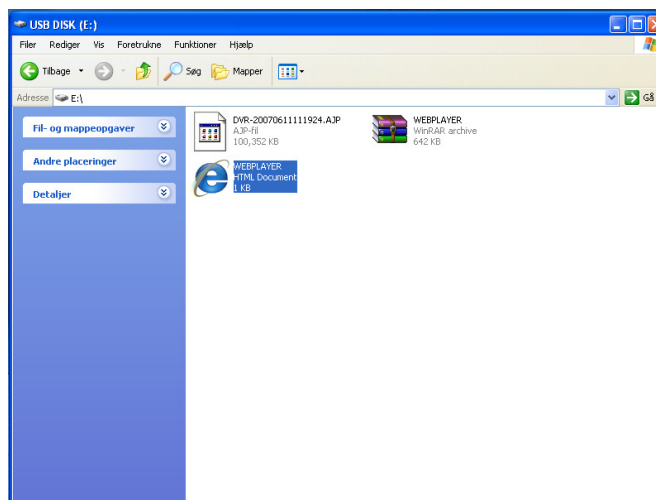 USB DISK (E:)
Filer Rediger Vis Foretrukne Funktioner Hjælp
Tilbage Søg Mapper
Adresse E:\ Gå
Fil- og mappeopgaver
Andre placeringer
Detaljer
DVR-20070611111924.AJP
AJP-fil
100,352 KB
WEBPLAYER
WinRAR archive
642 KB
WEBPLAYER
HTML Document
1 KB